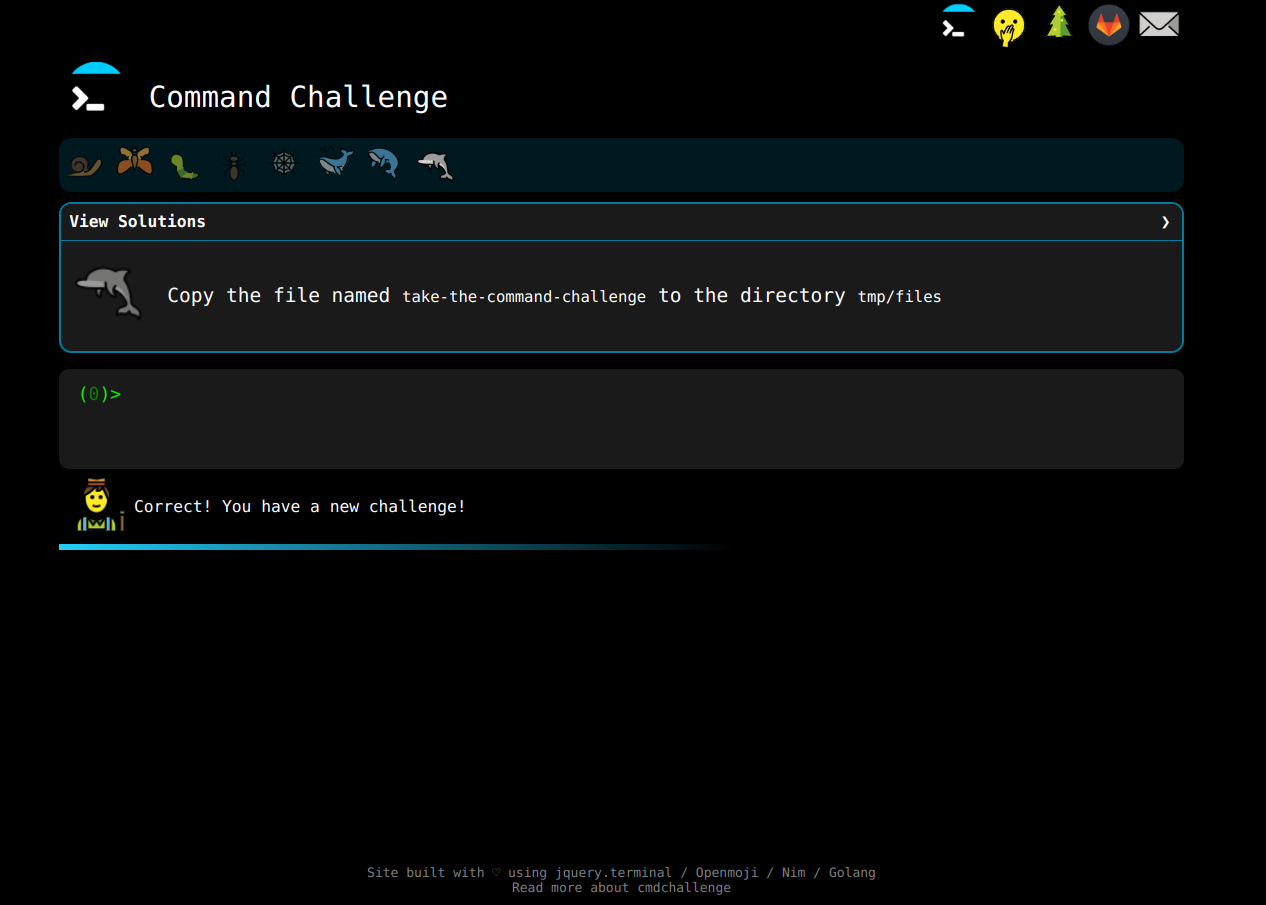 Command Challenge
View Solutions ❯
Copy the file named take-the-command-challenge to the directory tmp/files
(0)>
Correct! You have a new challenge!
Site built with ♡ using jquery.terminal / Openmoji / Nim / Golang
Read more about cmdchallenge